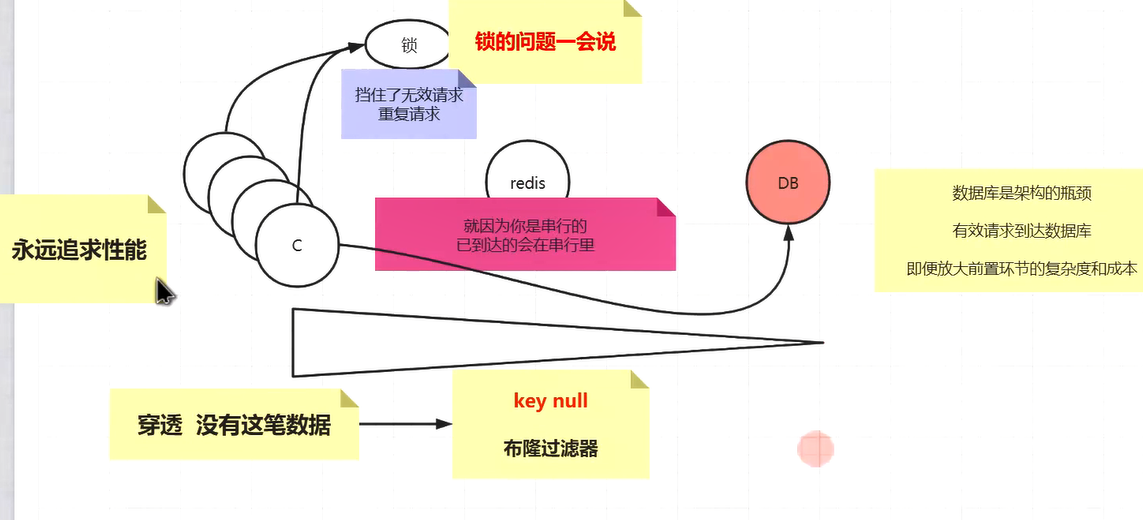 锁
锁的问题一会说
挡住了无效请求
重复请求
redis
DB
就因为你是串行的
已到达的会在串行里
C
永远追求性能
数据库是架构的瓶颈
有效请求到达数据库
即便放大前置环节的复杂度和成本
穿透 没有这笔数据
key null
布隆过滤器